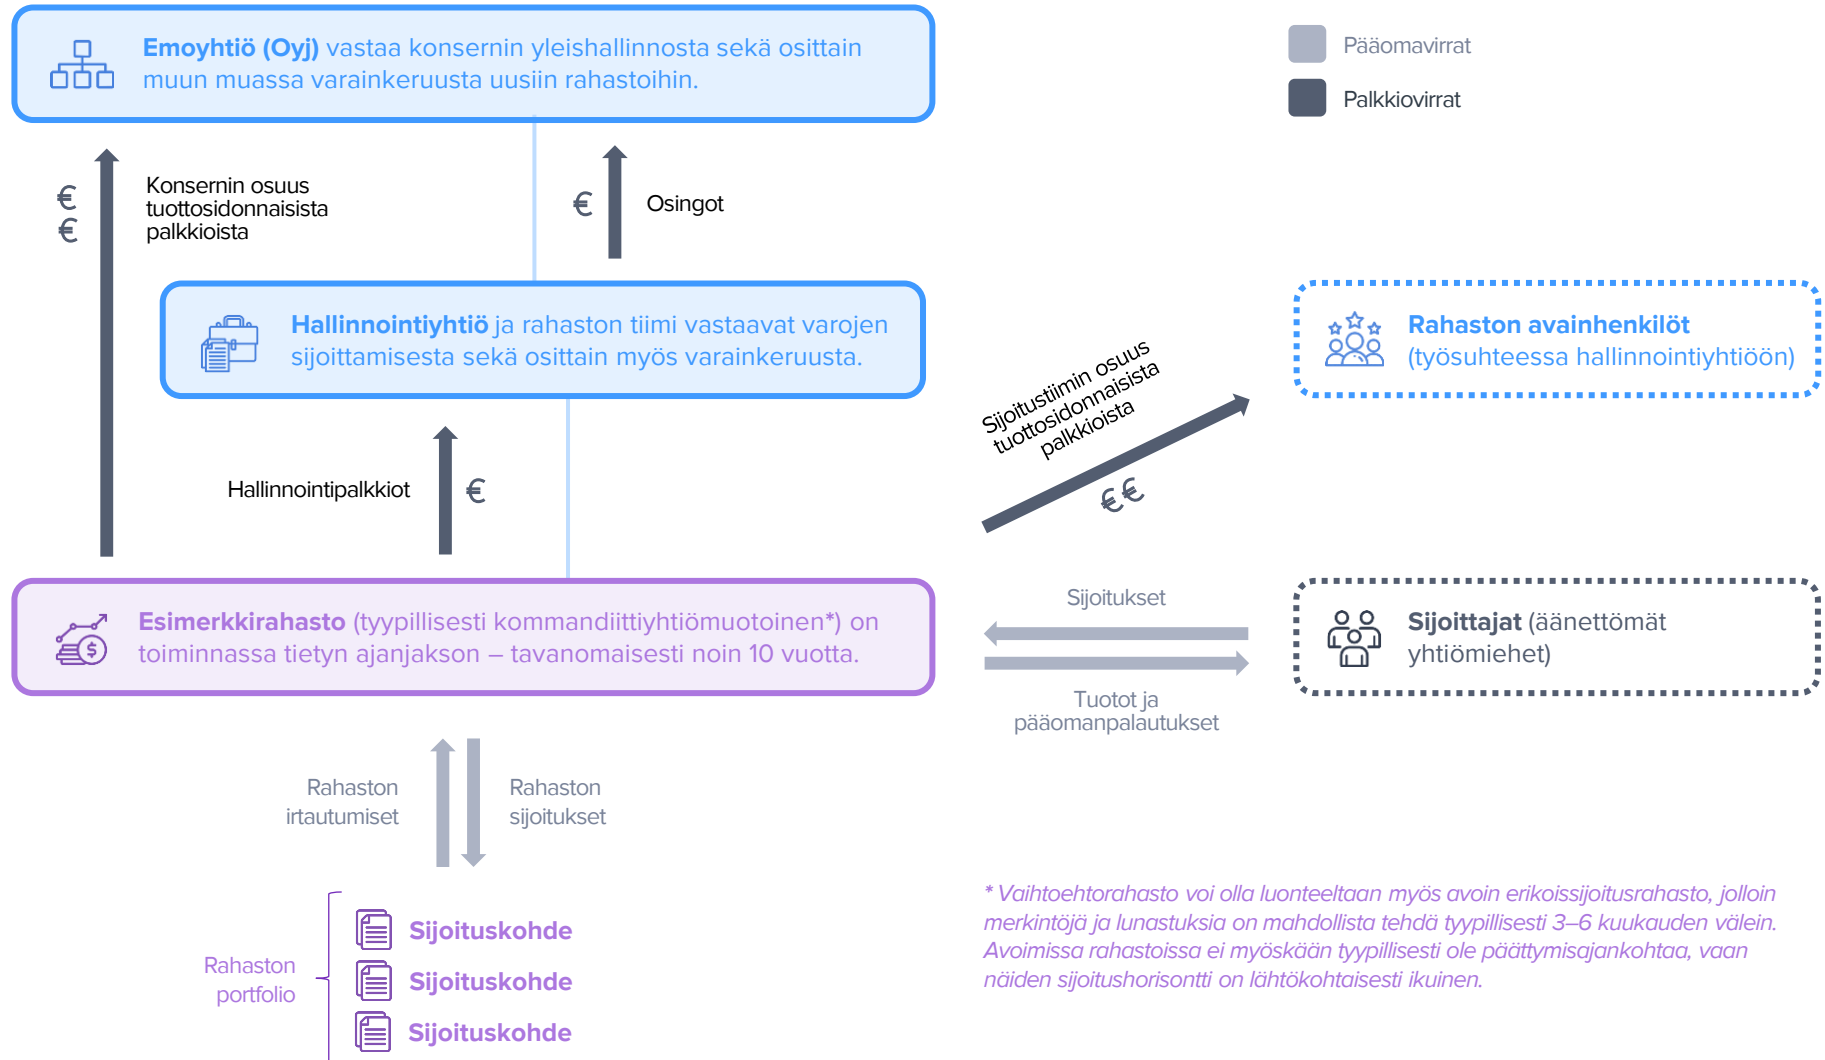 Emoyhtiö (Oyj) vastaa konsernin yleishallinnosta sekä osittain
muun muassa varainkeruusta uusiin rahastoihin.
Pääomavirrat
Palkkiovirrat
€
€
Konsernin osuus
tuottosidonnaisista
palkkioista
€
Osingot
Hallinnointiyhtiö ja rahaston tiimi vastaavat varojen
sijoittamisesta sekä osittain myös varainkeruusta.
Rahaston avainhenkilöt
(työsuhteessa hallinnointiyhtiöön)
Sijoitustiimin osuus
tuottosidonnaisista
palkkioista
€€
Hallinnointipalkkiot
€
Esimerkkirahasto (tyypillisesti kommandiittiyhtiömuotoinen*) on
toiminnassa tietyn ajanjakson – tavanomaisesti noin 10 vuotta.
$
Sijoitukset
Tuotot ja
pääomanpalautukset
Sijoittajat (äänettömät
yhtiömiehet)
Rahaston
irtautumiset
Rahaston
sijoitukset
Rahaston
portfolio
Sijoituskohde
Sijoituskohde
Sijoituskohde
* Vaihtoehtorahasto voi olla luonteeltaan myös avoin erikoissijoitusrahasto, jolloin
merkintöjä ja lunastuksia on mahdollista tehdä tyypillisesti 3–6 kuukauden välein.
Avoimissa rahastoissa ei myöskään tyypillisesti ole päättymisajankohtaa, vaan
näiden sijoitushorisontti on lähtökohtaisesti ikuinen.